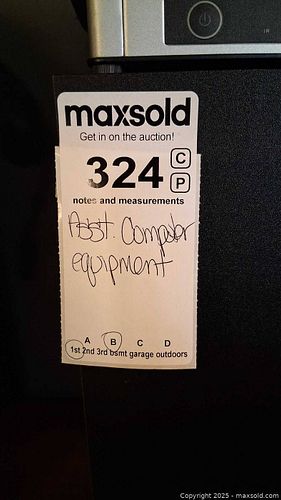 IR
maxsold
Get in on the auction!
324 C
P
notes and measurements
Asst. Computer
equipment
A B C D
1st 2nd 3rd bsmt garage outdoors
Copyright 2025 - maxsold.com